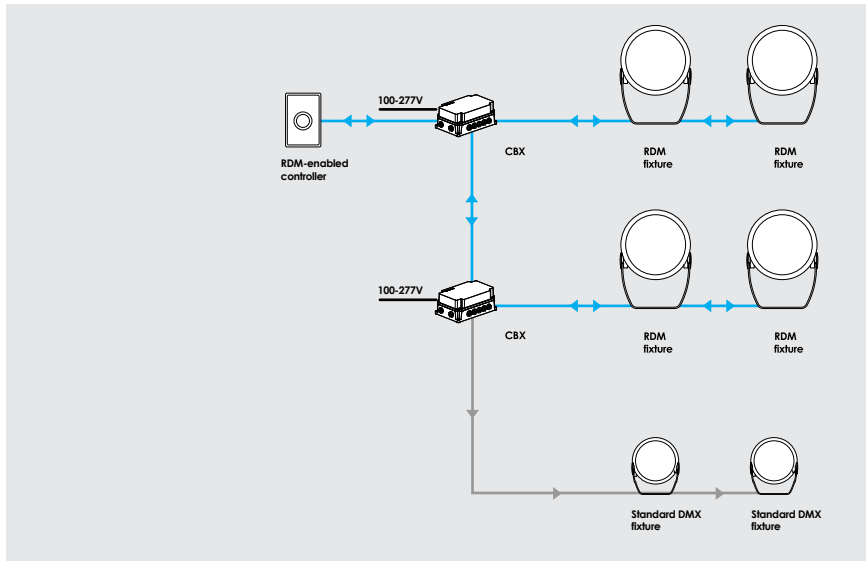 100-277V
RDM-enabled
controller
CBX
RDM
fixture
RDM
fixture
100-277V
CBX
RDM
fixture
RDM
fixture
Standard DMX
fixture
Standard DMX
fixture